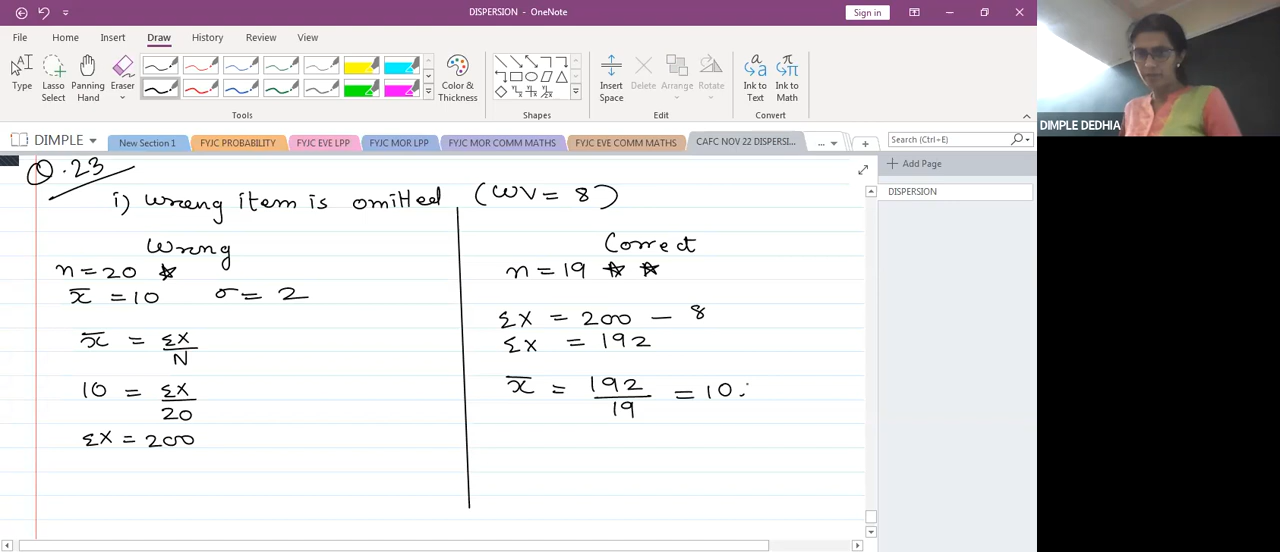 DISPERSION - OneNote
Sign in
File Home Insert Draw History Review View
Type
Lasso Select
Panning Hand
Eraser
Color & Thickness
Insert Space
Delete
Arrange
Rotate
Ink to Text
Ink to Math
Tools
Shapes
Edit
Convert
DIMPLE
New Section 1
FYJC PROBABILITY
FYJC EVE LPP
FYJC MOR LPP
FYJC MOR COMM MATHS
FYJC EVE COMM MATHS
CAFC NOV 22 DISPERSI...
Search (Ctrl+E)
Add Page
DISPERSION
DIMPLE DEDHIA
Q.23
i) wrong item is omitted (WV = 8)
Wrong
n = 20
x̄ = 10 σ = 2
x̄ = ΣX/N
10 = ΣX/20
ΣX = 200
Correct
n = 19
ΣX = 200 – 8
ΣX = 192
x̄ = 192/19 = 10.